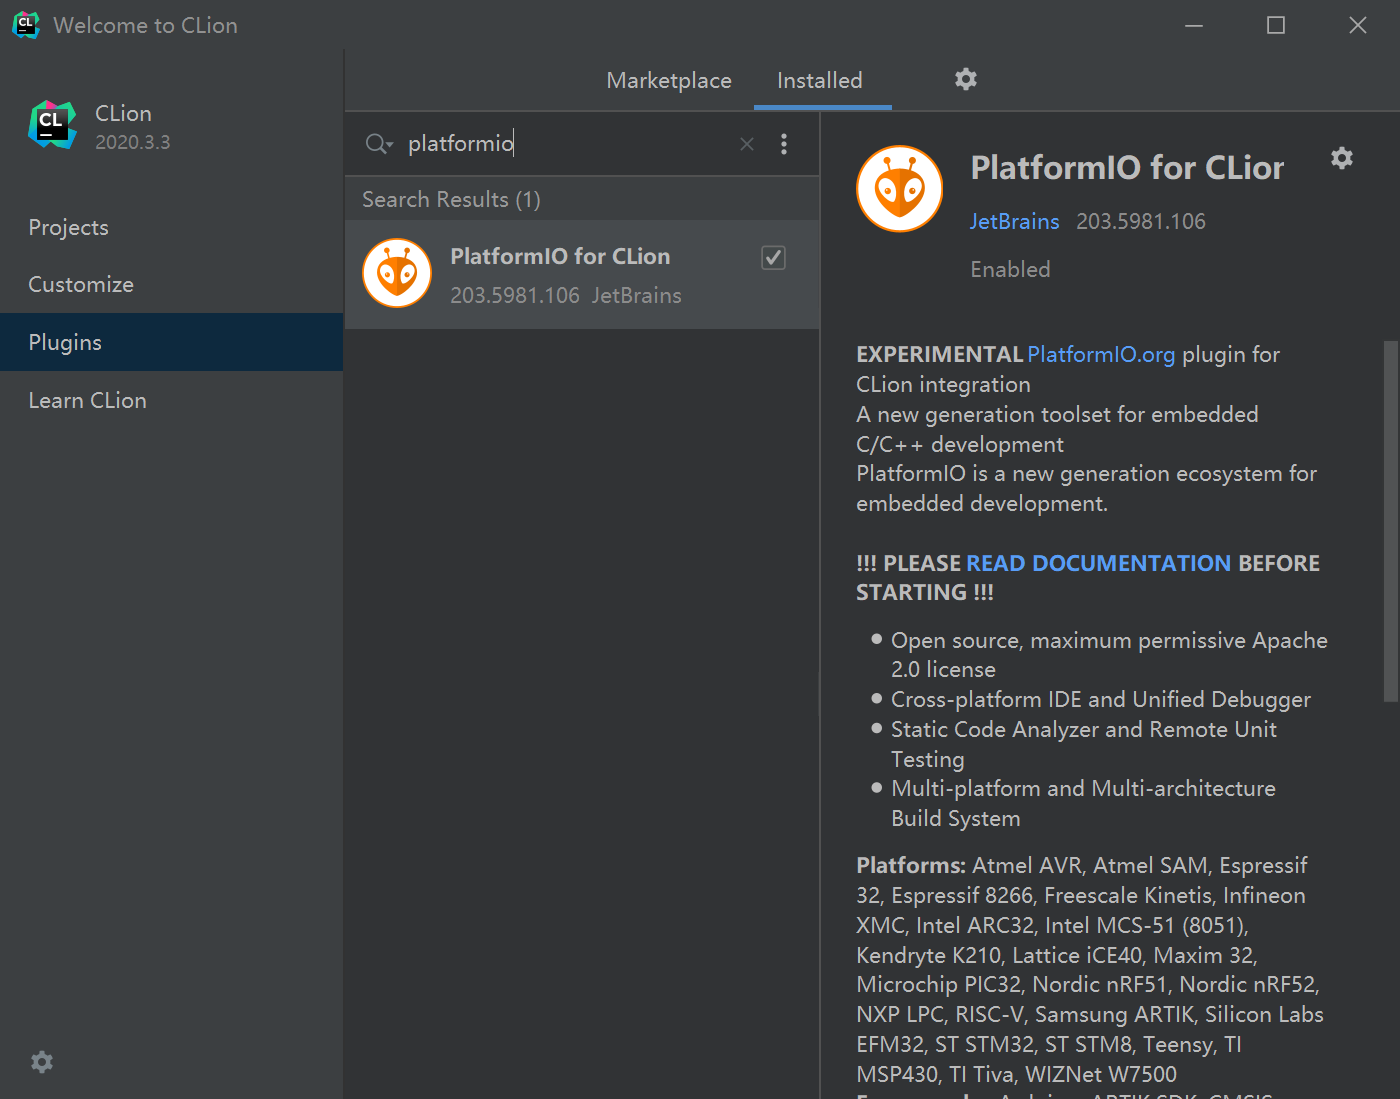 Welcome to CLion
CL
CLion
2020.3.3
Projects
Customize
Plugins
Learn CLion
Marketplace
Installed
platformio
Search Results (1)
PlatformIO for CLion
203.5981.106 JetBrains
PlatformIO for CLion
JetBrains 203.5981.106
Enabled
EXPERIMENTAL PlatformIO.org plugin for
CLion integration
A new generation toolset for embedded
C/C++ development
PlatformIO is a new generation ecosystem for
embedded development.
!!! PLEASE READ DOCUMENTATION BEFORE
STARTING !!!
Open source, maximum permissive Apache
2.0 license
Cross-platform IDE and Unified Debugger
Static Code Analyzer and Remote Unit
Testing
Multi-platform and Multi-architecture
Build System
Platforms: Atmel AVR, Atmel SAM, Espressif
32, Espressif 8266, Freescale Kinetis, Infineon
XMC, Intel ARC32, Intel MCS-51 (8051),
Kendryte K210, Lattice iCE40, Maxim 32,
Microchip PIC32, Nordic nRF51, Nordic nRF52,
NXP LPC, RISC-V, Samsung ARTIK, Silicon Labs
EFM32, ST STM32, ST STM8, Teensy, TI
MSP430, TI Tiva, WIZNet W7500